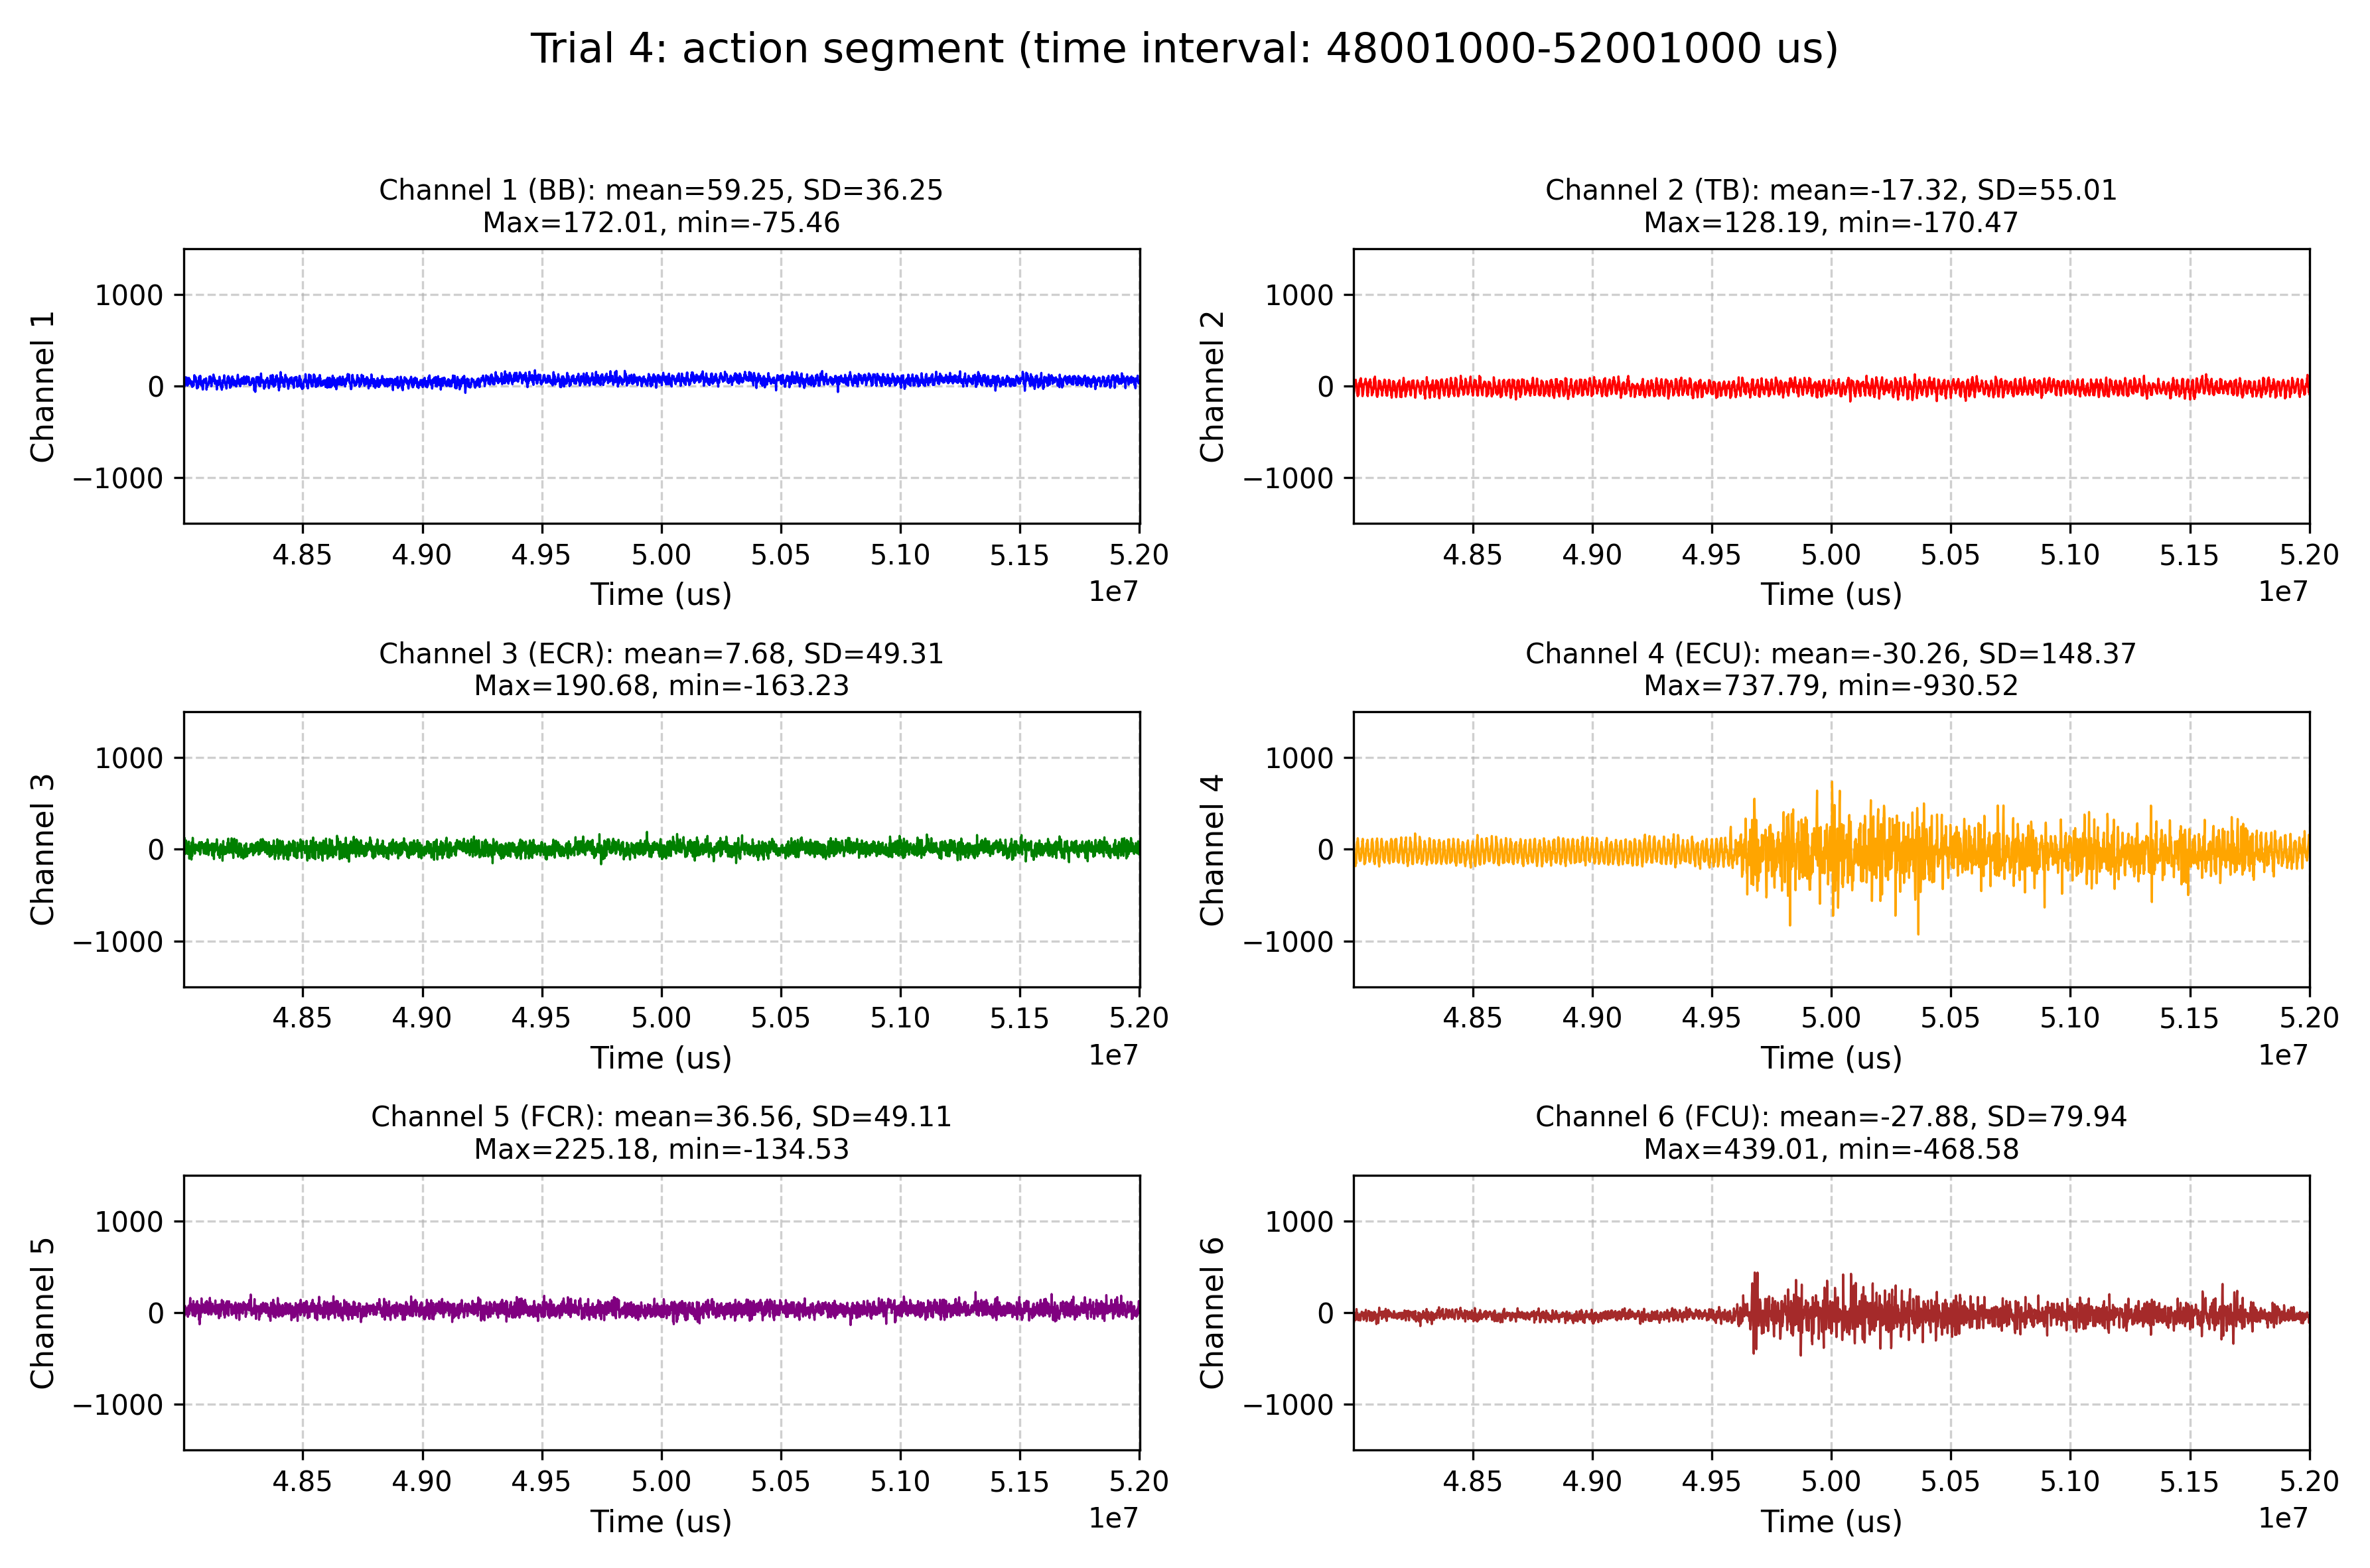 Trial 4: action segment (time interval: 48001000-52001000 us)
Channel 1 (BB): mean=59.25, SD=36.25
Max=172.01, min=-75.46
1000
0
−1000
Channel 1
4.85 4.90 4.95 5.00 5.05 5.10 5.15 5.20
1e7
Time (us)
Channel 2 (TB): mean=-17.32, SD=55.01
Max=128.19, min=-170.47
1000
0
−1000
Channel 2
4.85 4.90 4.95 5.00 5.05 5.10 5.15 5.20
1e7
Time (us)
Channel 3 (ECR): mean=7.68, SD=49.31
Max=190.68, min=-163.23
1000
0
−1000
Channel 3
4.85 4.90 4.95 5.00 5.05 5.10 5.15 5.20
1e7
Time (us)
Channel 4 (ECU): mean=-30.26, SD=148.37
Max=737.79, min=-930.52
1000
0
−1000
Channel 4
4.85 4.90 4.95 5.00 5.05 5.10 5.15 5.20
1e7
Time (us)
Channel 5 (FCR): mean=36.56, SD=49.11
Max=225.18, min=-134.53
1000
0
−1000
Channel 5
4.85 4.90 4.95 5.00 5.05 5.10 5.15 5.20
1e7
Time (us)
Channel 6 (FCU): mean=-27.88, SD=79.94
Max=439.01, min=-468.58
1000
0
−1000
Channel 6
4.85 4.90 4.95 5.00 5.05 5.10 5.15 5.20
1e7
Time (us)